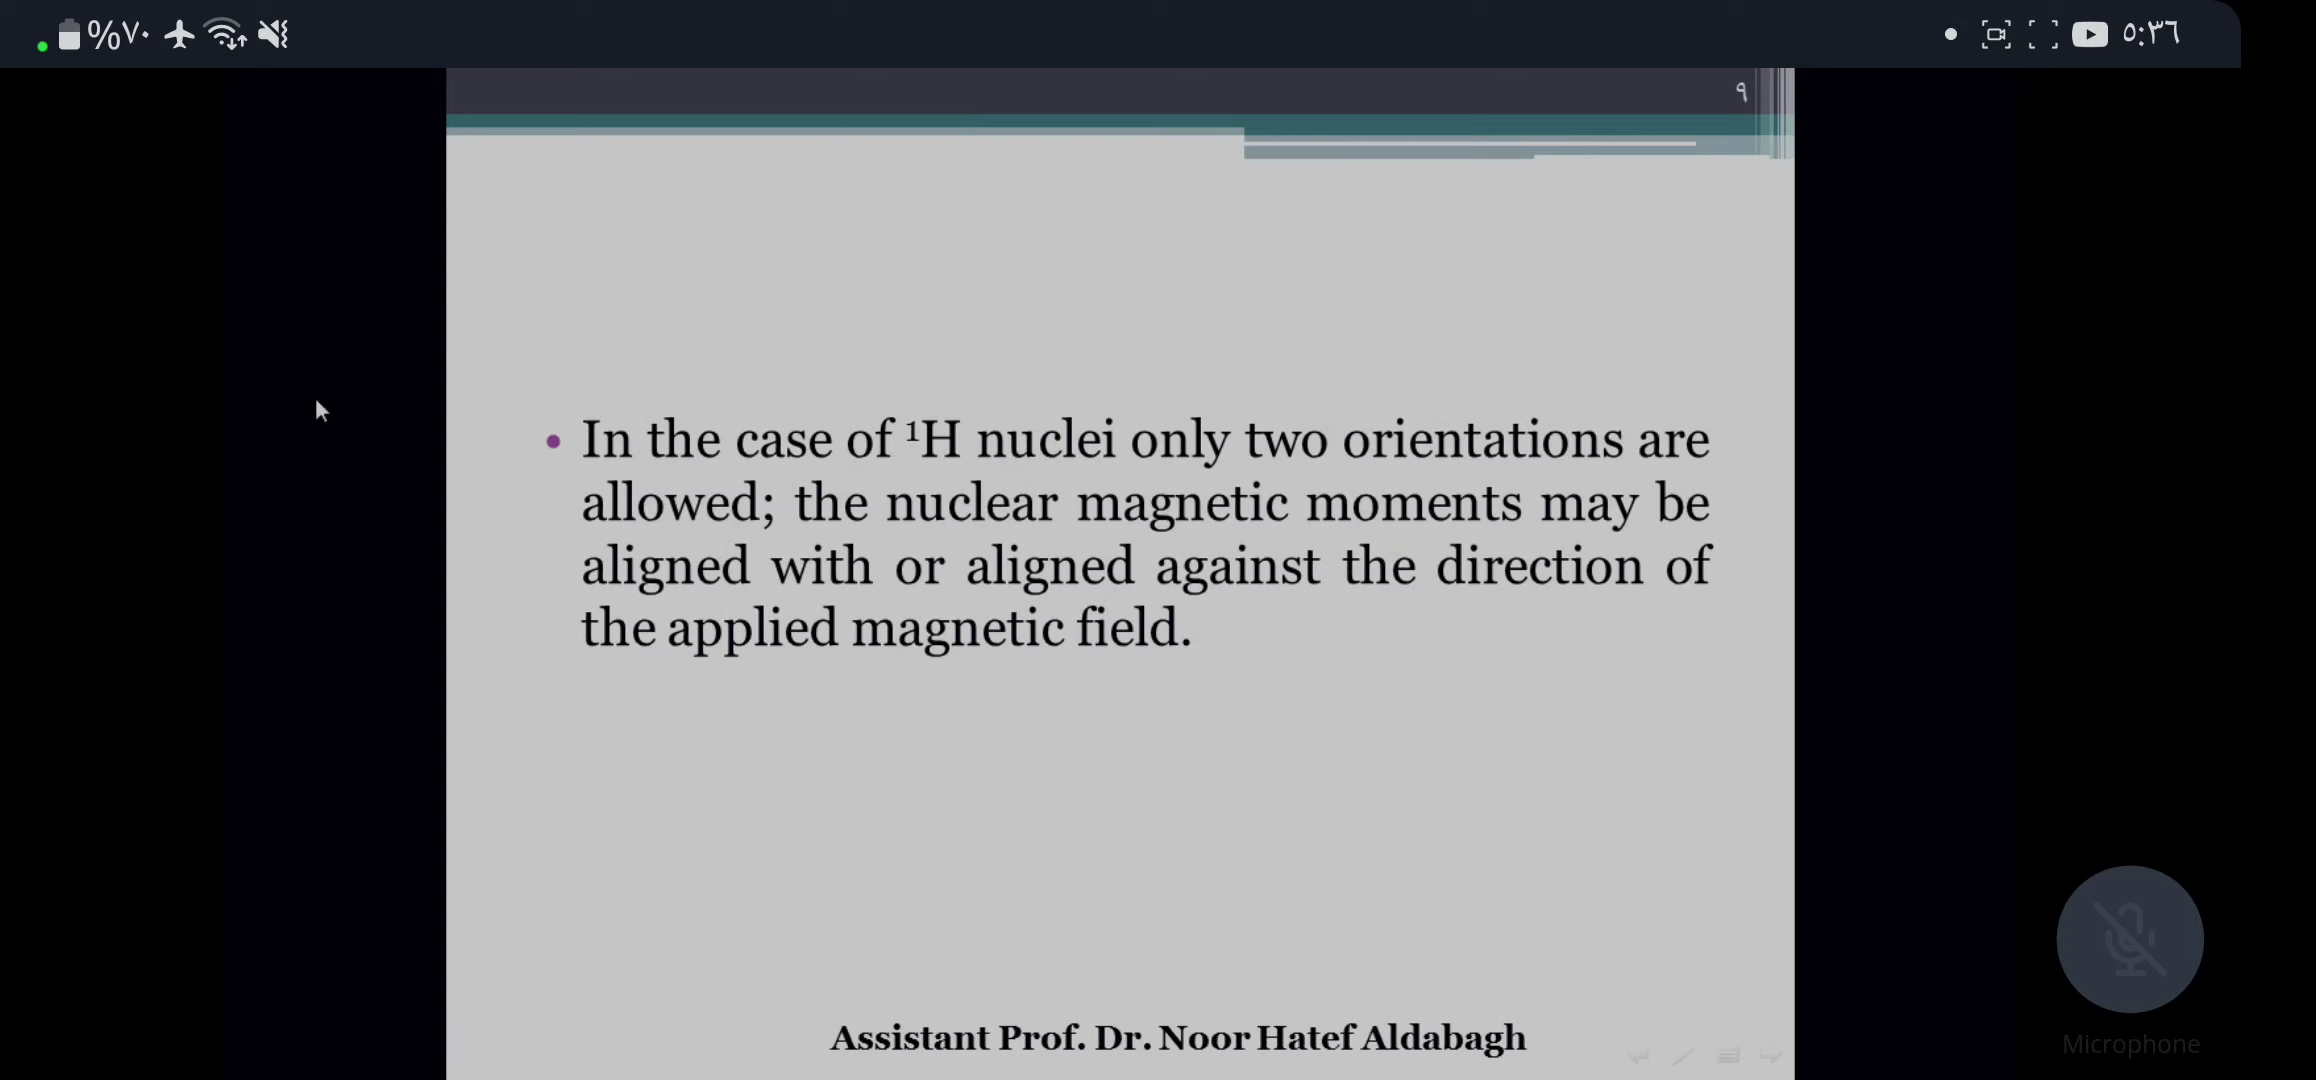 %٧٠
٥:٣٦
٩
• In the case of ¹H nuclei only two orientations are
allowed; the nuclear magnetic moments may be
aligned with or aligned against the direction of
the applied magnetic field.
Assistant Prof. Dr. Noor Hatef Aldabagh
Microphone